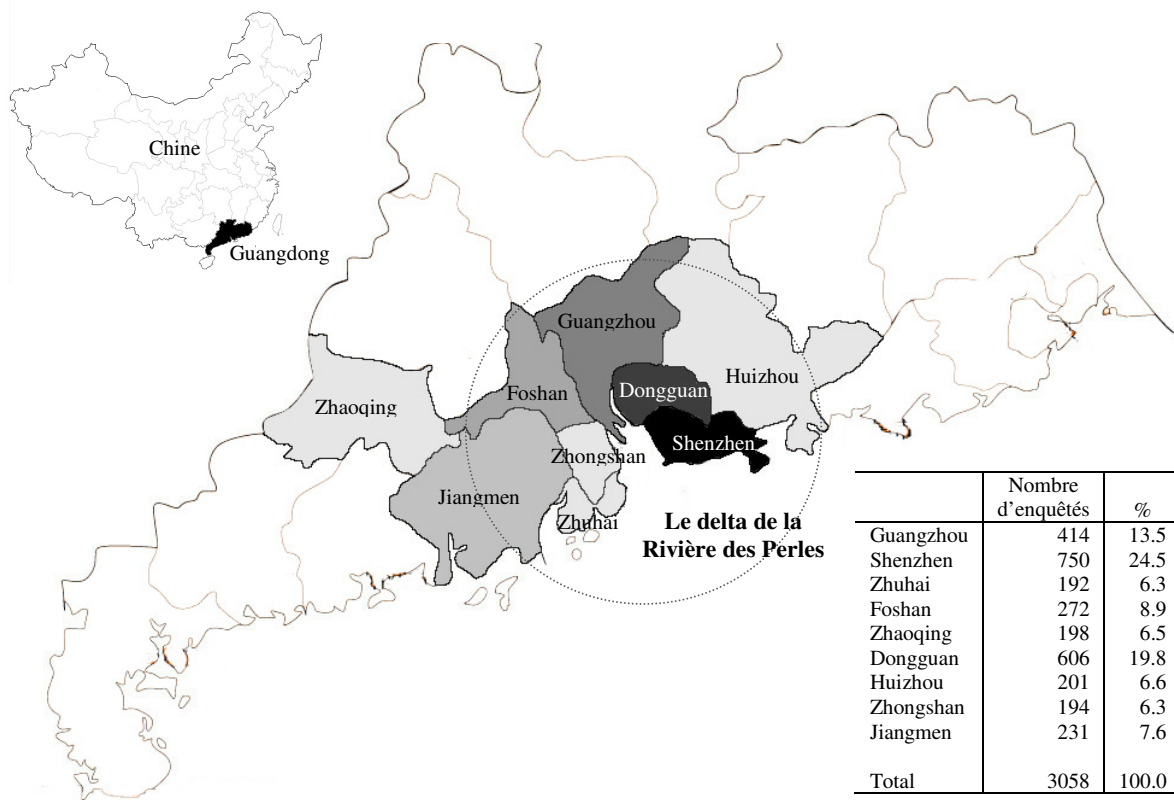 Chine
Guangdong
Guangzhou
Huizhou
Dongguan
Foshan
Zhaoqing
Shenzhen
Zhongshan
Jiangmen
Zhuhai
Le delta de la
Rivière des Perles
Nombre
d’enquêtés %
Guangzhou 414 13.5
Shenzhen 750 24.5
Zhuhai 192 6.3
Foshan 272 8.9
Zhaoqing 198 6.5
Dongguan 606 19.8
Huizhou 201 6.6
Zhongshan 194 6.3
Jiangmen 231 7.6
Total 3058 100.0